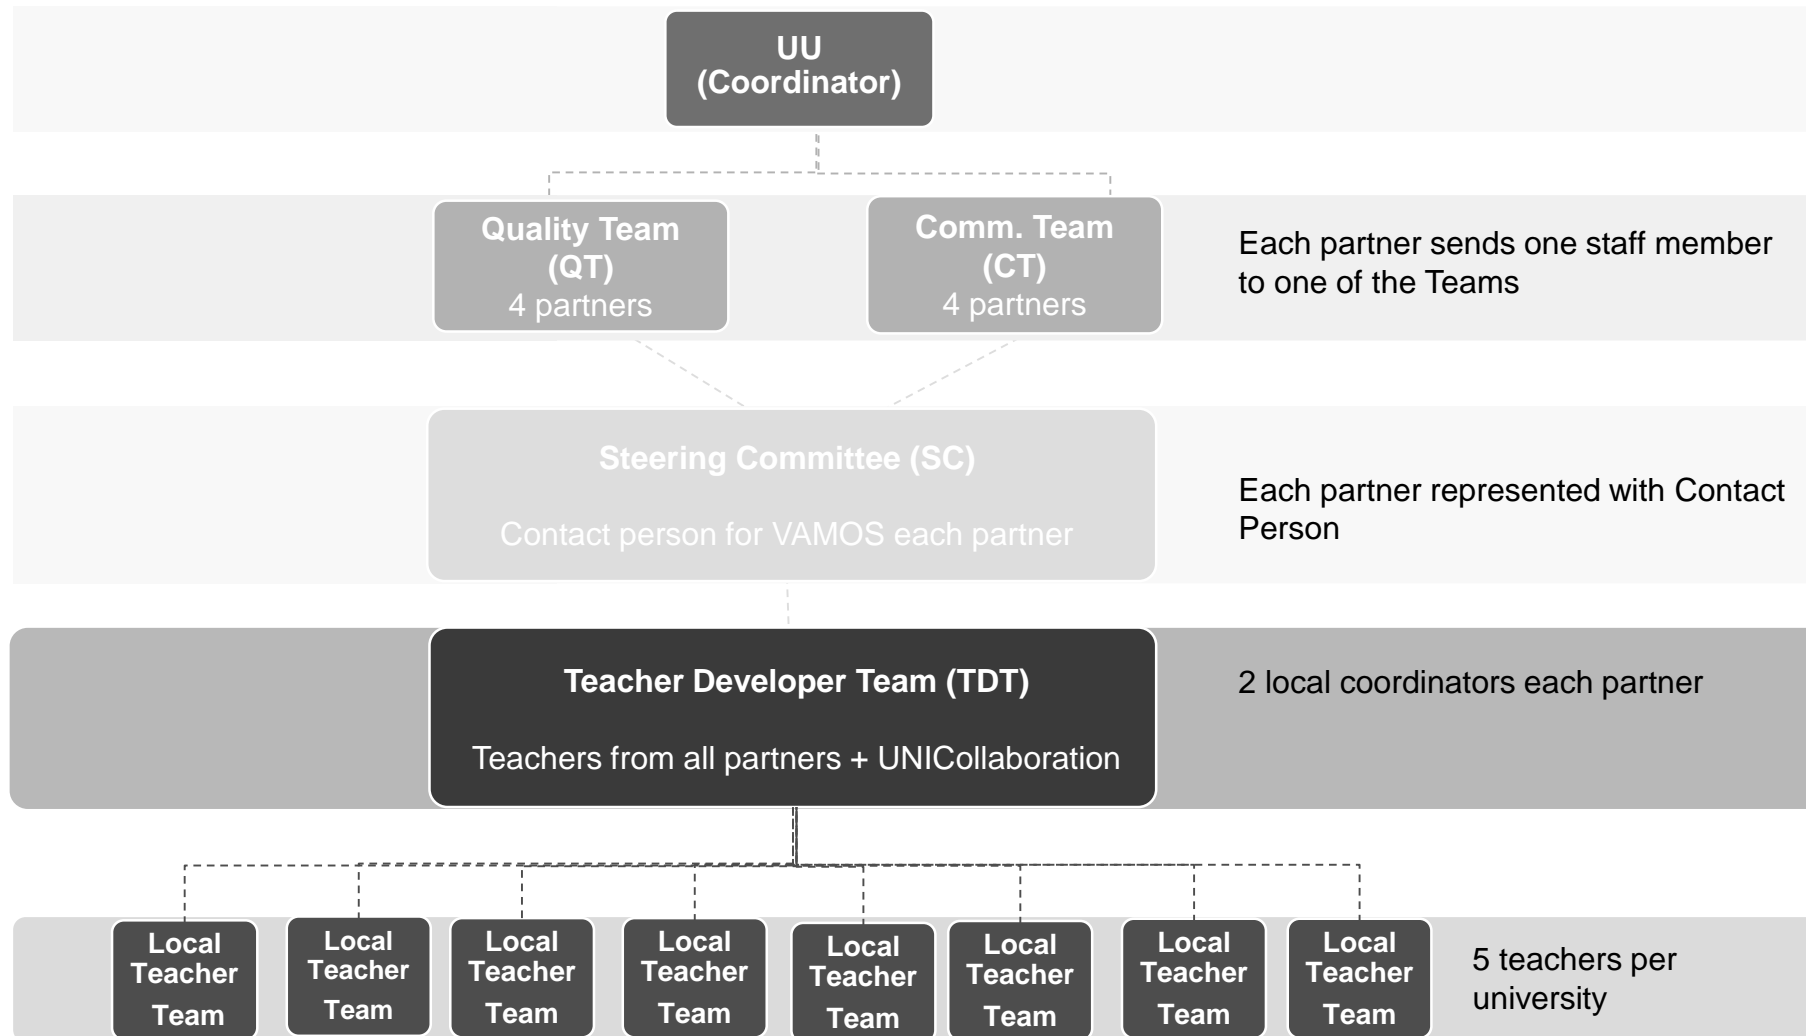 UU
(Coordinator)
Quality Team
(QT)
4 partners
Comm. Team
(CT)
4 partners
Each partner sends one staff member
to one of the Teams
Steering Committee (SC)
Contact person for VAMOS each partner
Each partner represented with Contact
Person
Teacher Developer Team (TDT)
Teachers from all partners + UNICollaboration
2 local coordinators each partner
Local
Teacher
Team
Local
Teacher
Team
Local
Teacher
Team
Local
Teacher
Team
Local
Teacher
Team
Local
Teacher
Team
Local
Teacher
Team
Local
Teacher
Team
5 teachers per
university